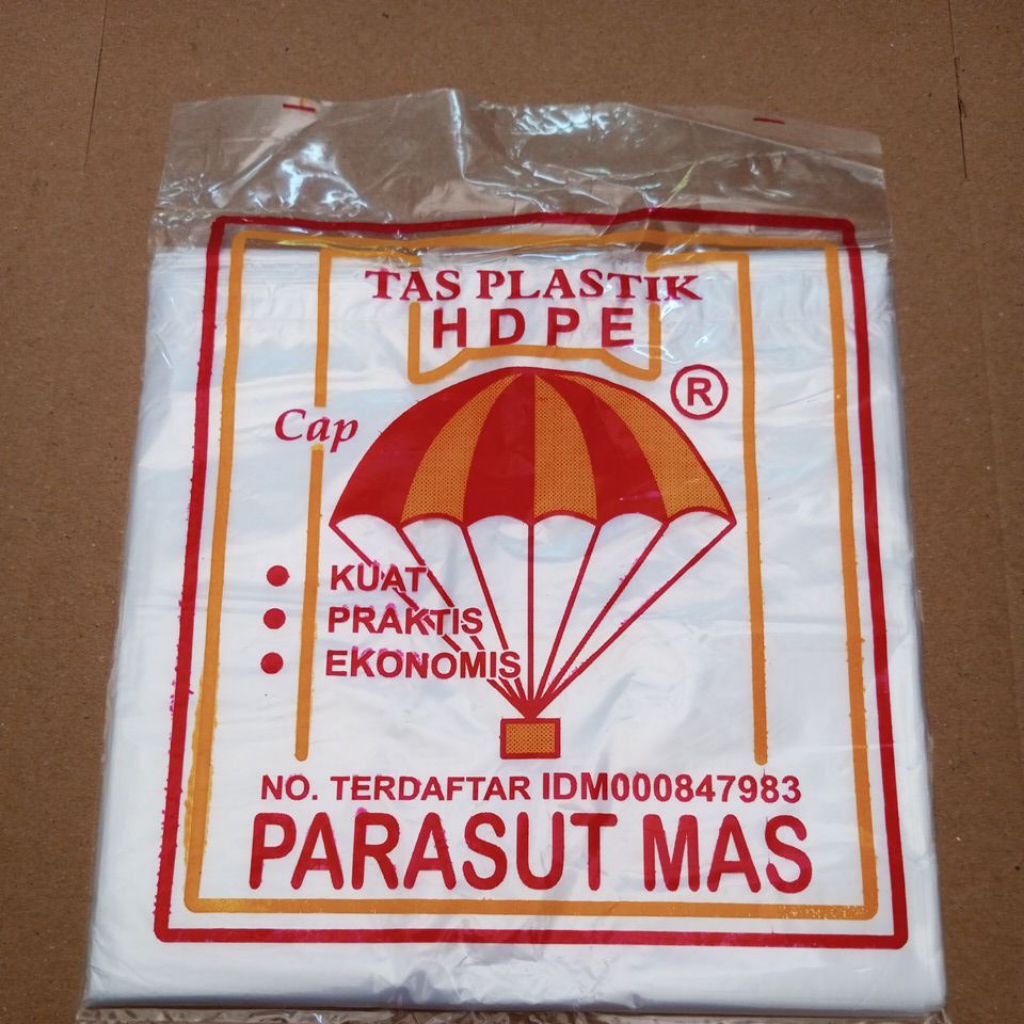 TAS PLASTIK
HDPE
®
Cap
KUAT
PRAKTIS
EKONOMIS
NO. TERDAFTAR IDM000847983
PARASUT MAS